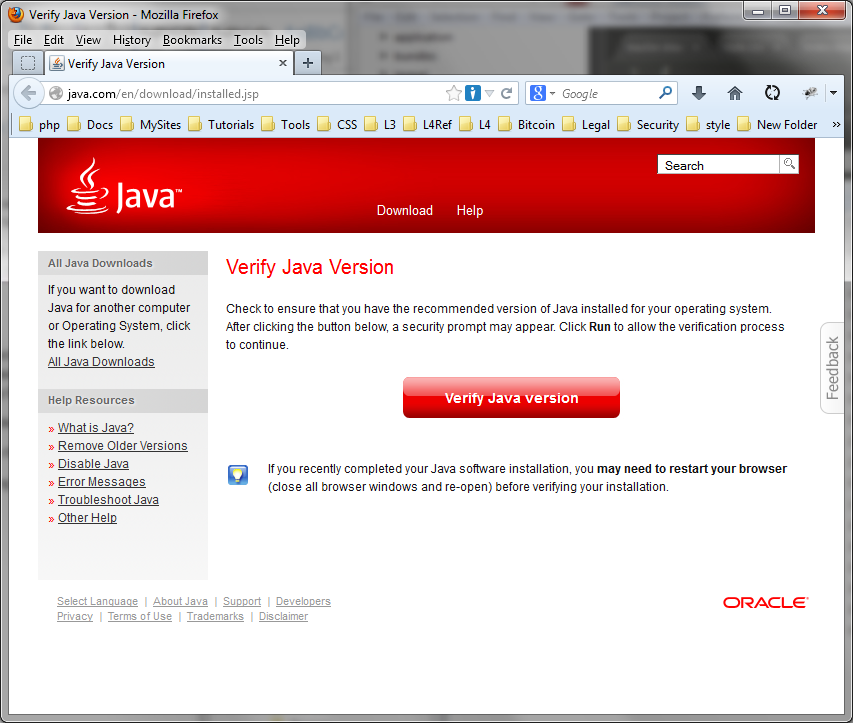 Verify Java Version - Mozilla Firefox
File Edit View History Bookmarks Tools Help
Verify Java Version
java.com/en/download/installed.jsp
Google
php Docs MySites Tutorials Tools CSS L3 L4Ref L4 Bitcoin Legal Security style New Folder »
Java™
Search
Download Help
All Java Downloads
If you want to download
Java for another computer
or Operating System, click
the link below.
All Java Downloads
Help Resources
» What is Java?
» Remove Older Versions
» Disable Java
» Error Messages
» Troubleshoot Java
» Other Help
Verify Java Version
Check to ensure that you have the recommended version of Java installed for your operating system.
After clicking the button below, a security prompt may appear. Click Run to allow the verification process
to continue.
Verify Java version
If you recently completed your Java software installation, you may need to restart your browser
(close all browser windows and re-open) before verifying your installation.
Feedback
Select Language | About Java | Support | Developers
Privacy | Terms of Use | Trademarks | Disclaimer
ORACLE